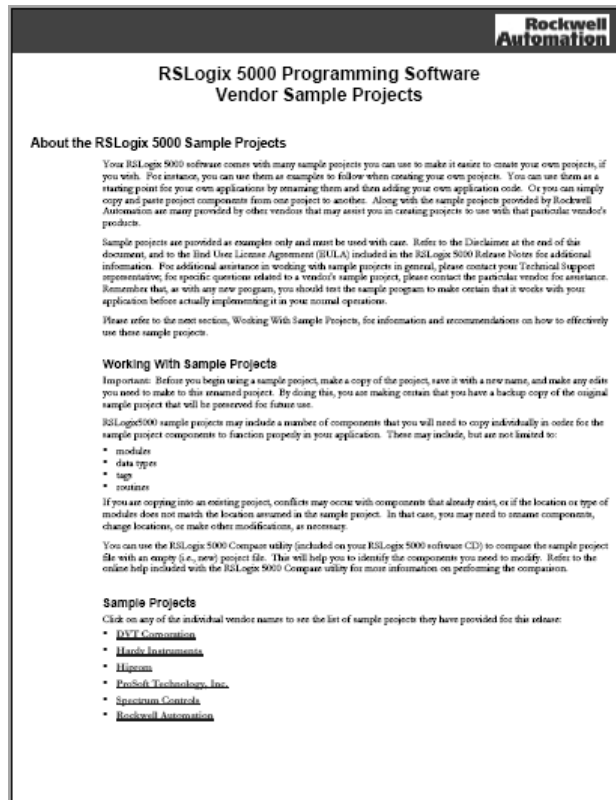 Rockwell
Automation
RSLogix 5000 Programming Software
Vendor Sample Projects
About the RSLogix 5000 Sample Projects
Your RSLogix 5000 software comes with many sample projects you can use to make it easier to create your own projects, if
you wish. For instance, you can use them as examples to follow when creating your own projects. You can use them as a
starting point for your own applications by renaming them and then adding your own application code. Or you can simply
copy and paste project components from one project to another. Along with the sample projects provided by Rockwell
Automation are many provided by other vendors that may assist you in creating projects to use with that particular vendor's
products.
Sample projects are provided as examples only and must be used with care. Refer to the Disclaimer at the end of this
document, and to the End User License Agreement (EULA) included in the RSLogix 5000 Release Notes for additional
information. For additional assistance in working with sample projects in general, please contact your Technical Support
representative; for specific questions related to a vendor's sample project, please contact the particular vendor for assistance.
Remember that, as with any new program, you should test the sample program to make certain that it works with your
application before actually implementing it in your normal operations.
Please refer to the next section, Working With Sample Projects, for information and recommendations on how to effectively
use these sample projects.
Working With Sample Projects
Important: Before you begin using a sample project, make a copy of the project, save it with a new name, and make any edits
you need to make to this renamed project. By doing this, you are making certain that you have a backup copy of the original
sample project that will be preserved for future use.
RSLogix5000 sample projects may include a number of components that you will need to copy individually in order for the
sample project components to function properly in your application. These may include, but are not limited to:
• modules
• data types
• tags
• routines
If you are copying into an existing project, conflicts may occur with components that already exist, or if the location or type of
modules does not match the location assumed in the sample project. In that case, you may need to rename components,
change locations, or make other modifications, as necessary.
You can use the RSLogix 5000 Compare utility (included on your RSLogix 5000 software CD) to compare the sample project
file with an empty (i.e., new) project file. This will help you to identify the components you need to modify. Refer to the
online help included with the RSLogix 5000 Compare utility for more information on performing the comparison.
Sample Projects
Click on any of the individual vendor names to see the list of sample projects they have provided for this release:
• DVT Corporation
• Hardy Instruments
• Hiprom
• ProSoft Technology, Inc.
• Spectrum Controls
• Rockwell Automation